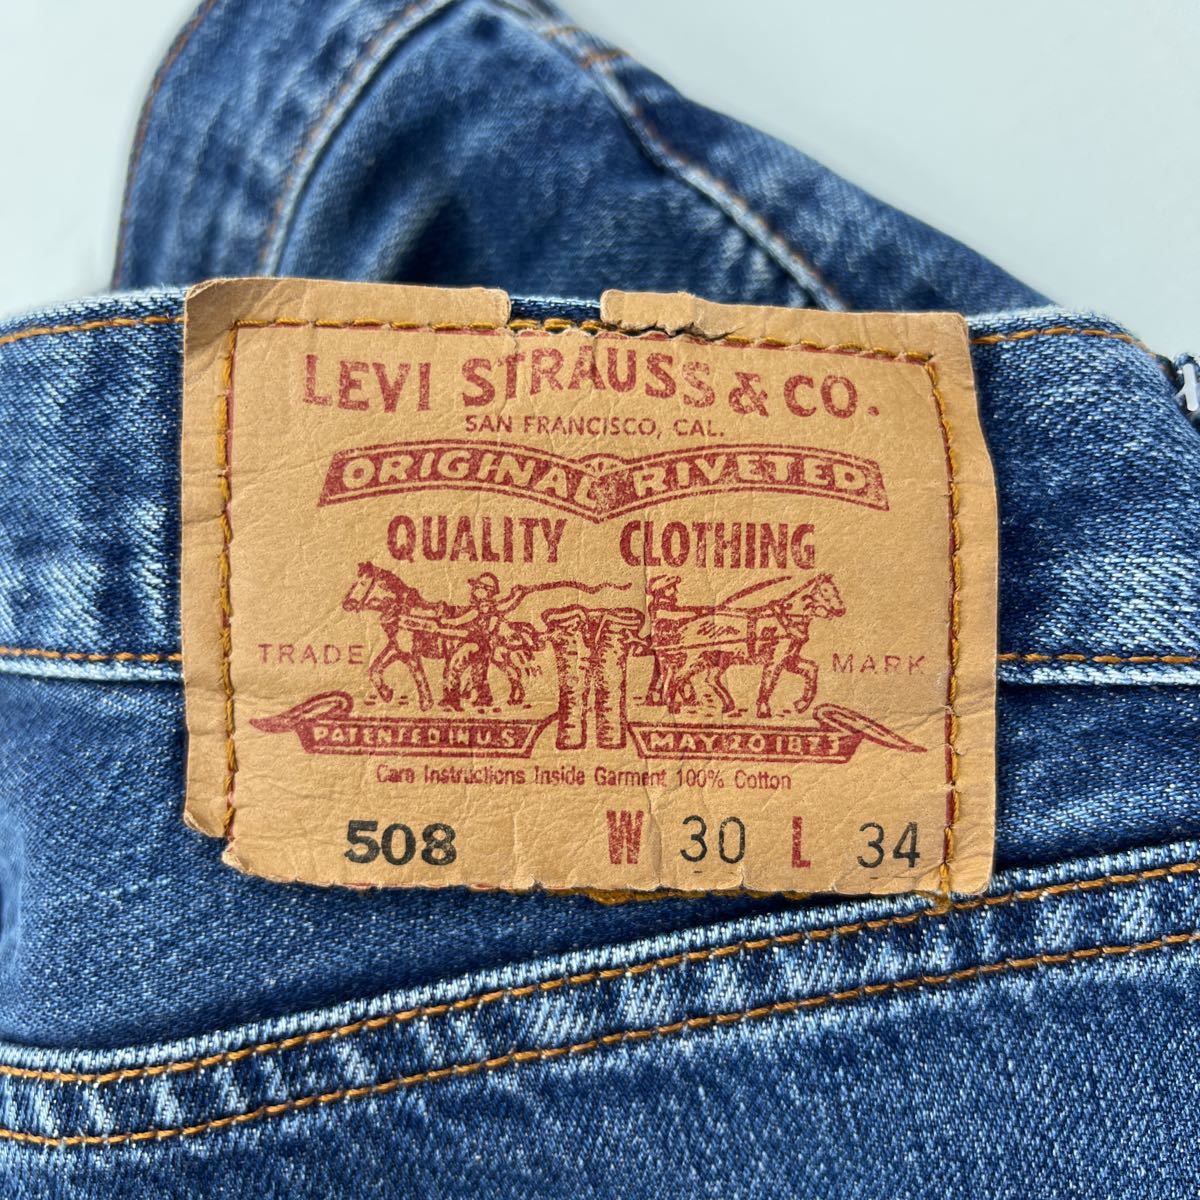 LEVI STRAUSS & CO.
SAN FRANCISCO, CAL.
ORIGINAL RIVETED
QUALITY CLOTHING
TRADE MARK
PATENTED IN U.S. MAY 20 1873
Care Instructions Inside Garment 100% Cotton
508 W 30 L 34